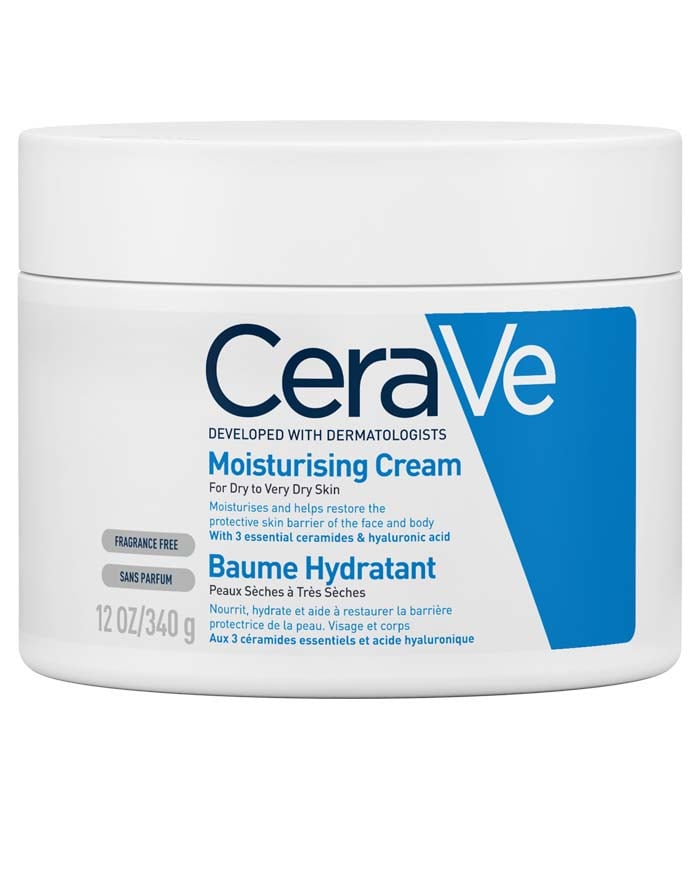 CeraVe
DEVELOPED WITH DERMATOLOGISTS
Moisturising Cream
For Dry to Very Dry Skin
Moisturises and helps restore the
protective skin barrier of the face and body
With 3 essential ceramides & hyaluronic acid
FRAGRANCE FREE
SANS PARFUM
12 OZ/340 g
Baume Hydratant
Peaux Sèches à Très Sèches
Nourrit, hydrate et aide à restaurer la barrière
protectrice de la peau. Visage et corps
Aux 3 céramides essentiels et acide hyaluronique